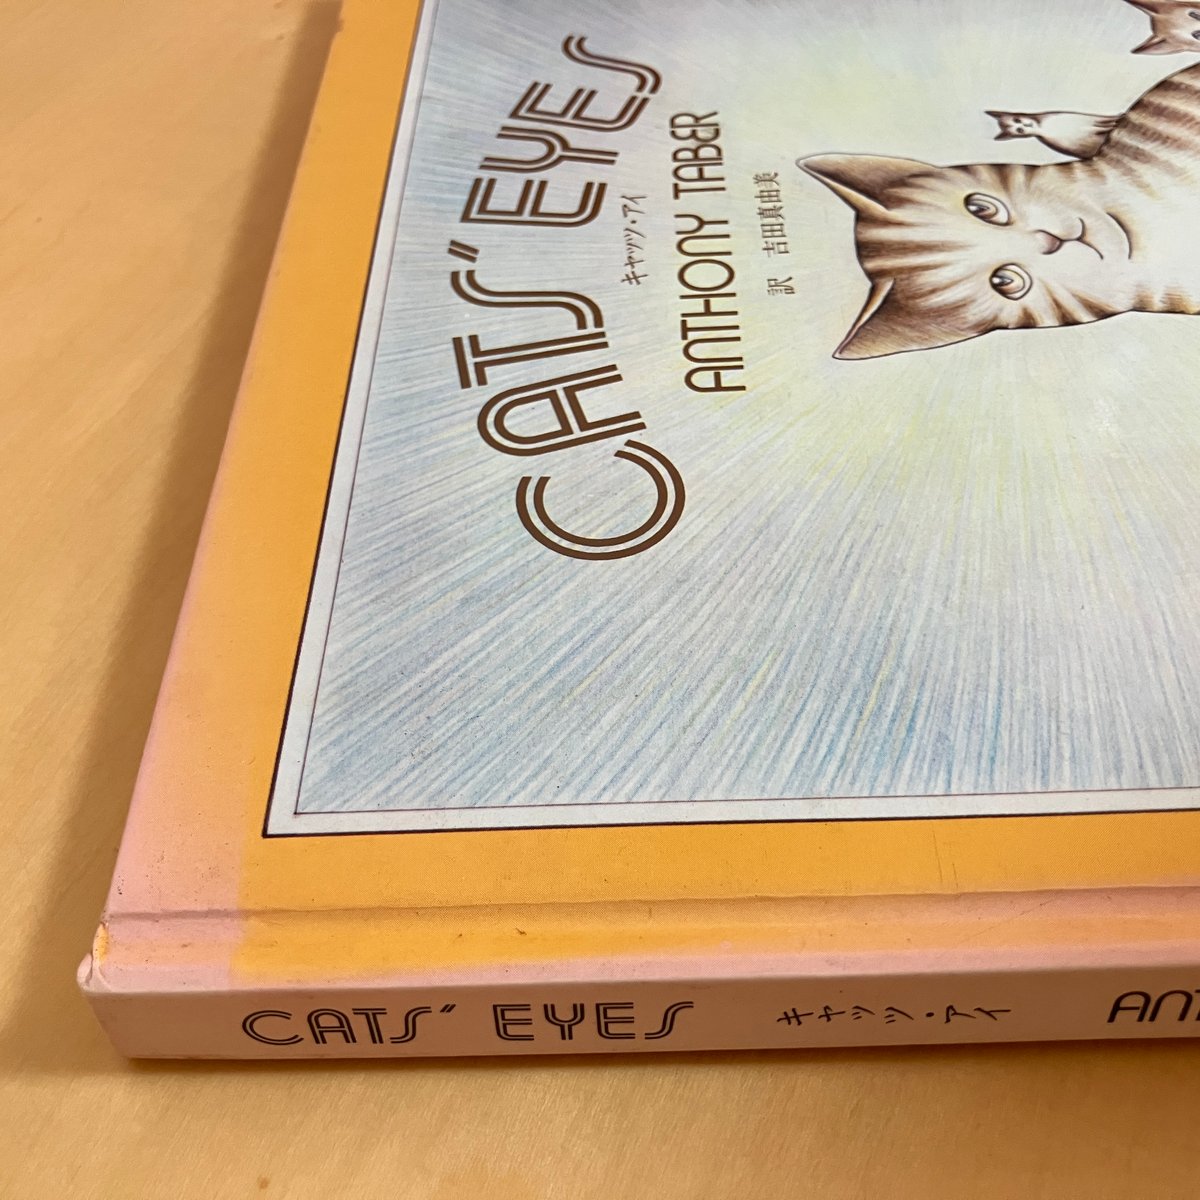 CATS" EYES
キャッツ・アイ
ANTHONY TABER
訳 吉田真由美
CATS" EYES キャッツ・アイ ANT